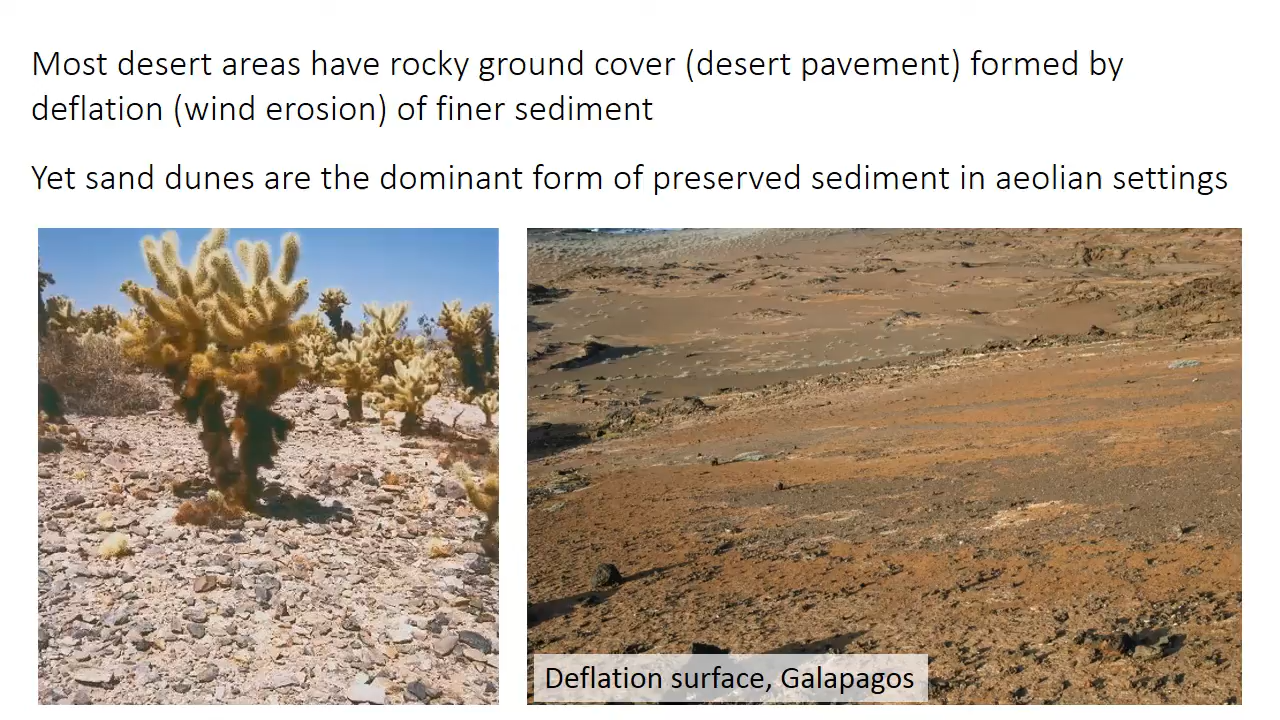 Most desert areas have rocky ground cover (desert pavement) formed by
deflation (wind erosion) of finer sediment
Yet sand dunes are the dominant form of preserved sediment in aeolian settings
Deflation surface, Galapagos